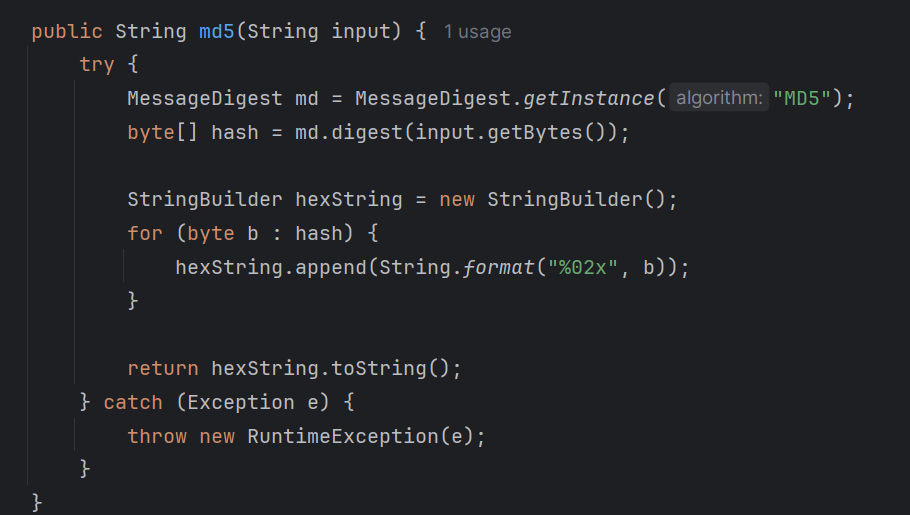 public String md5(String input) { 1 usage
try {
MessageDigest md = MessageDigest.getInstance( algorithm: "MD5");
byte[] hash = md.digest(input.getBytes());
StringBuilder hexString = new StringBuilder();
for (byte b : hash) {
hexString.append(String.format("%02x", b));
}
return hexString.toString();
} catch (Exception e) {
throw new RuntimeException(e);
}
}